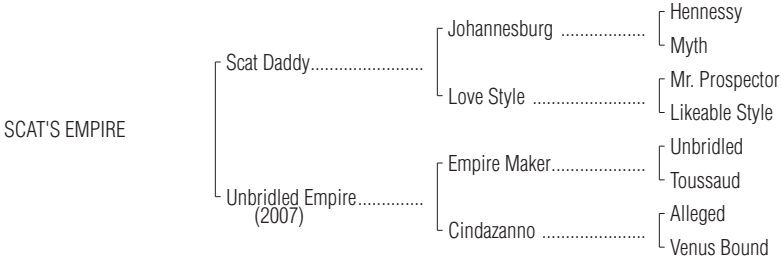 Hennessy
Johannesburg ....................
Myth
Scat Daddy.......................
Mr. Prospector
Love Style .......................
Likeable Style
SCAT'S EMPIRE
Unbridled
Empire Maker...................
Toussaud
Unbridled Empire.............
(2007)
Alleged
Cindazanno .....................
Venus Bound